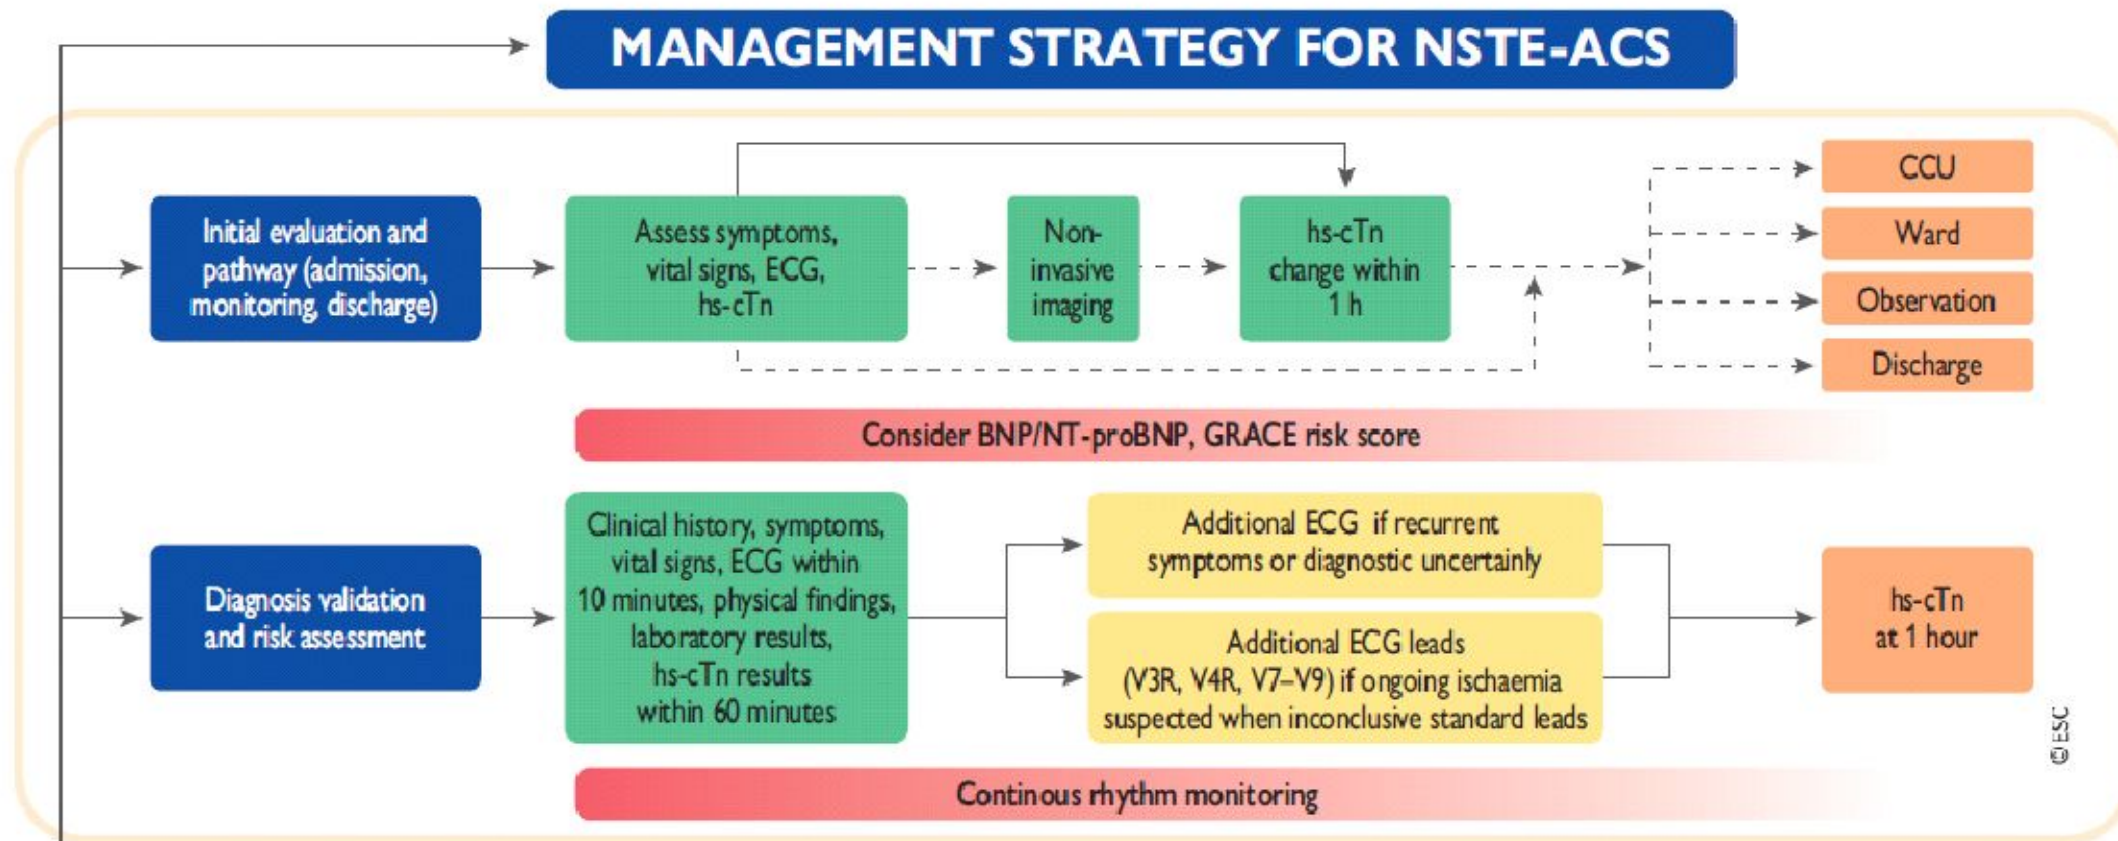 MANAGEMENT STRATEGY FOR NSTE-ACS
Initial evaluation and
pathway (admission,
monitoring, discharge)
Assess symptoms,
vital signs, ECG,
hs-cTn
Non-
invasive
imaging
hs-cTn
change within
1 h
CCU
Ward
Observation
Discharge
Consider BNP/NT-proBNP, GRACE risk score
Diagnosis validation
and risk assessment
Clinical history, symptoms,
vital signs, ECG within
10 minutes, physical findings,
laboratory results,
hs-cTn results
within 60 minutes
Additional ECG if recurrent
symptoms or diagnostic uncertainly
Additional ECG leads
(V3R, V4R, V7–V9) if ongoing ischaemia
suspected when inconclusive standard leads
hs-cTn
at 1 hour
Continous rhythm monitoring
©ESC